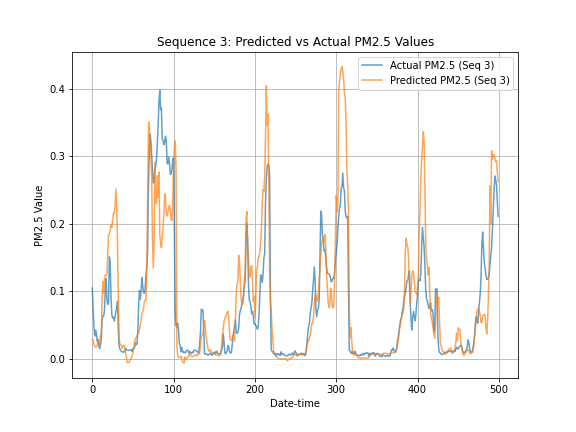 Sequence 3: Predicted vs Actual PM2.5 Values
Actual PM2.5 (Seq 3)
Predicted PM2.5 (Seq 3)
PM2.5 Value
0.4
0.3
0.2
0.1
0.0
0 100 200 300 400 500
Date-time